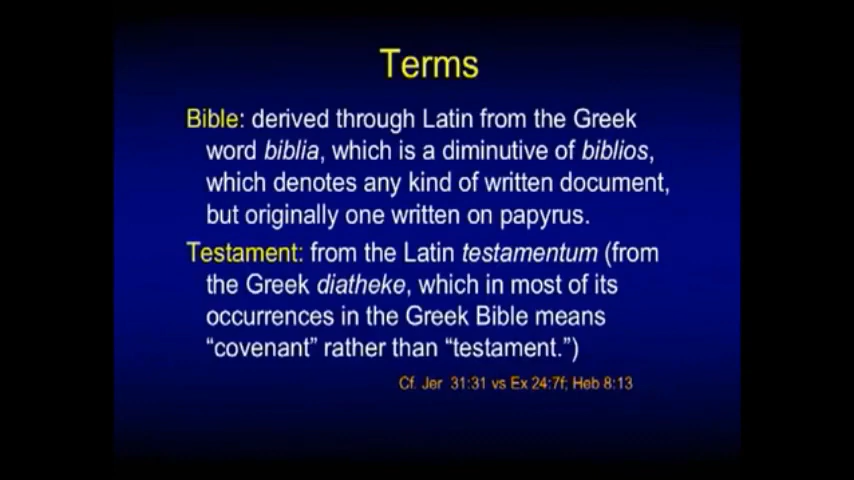 Terms
Bible: derived through Latin from the Greek
word biblia, which is a diminutive of biblios,
which denotes any kind of written document,
but originally one written on papyrus.
Testament: from the Latin testamentum (from
the Greek diatheke, which in most of its
occurrences in the Greek Bible means
“covenant” rather than “testament.”)
Cf. Jer 31:31 vs Ex 24:7f; Heb 8:13